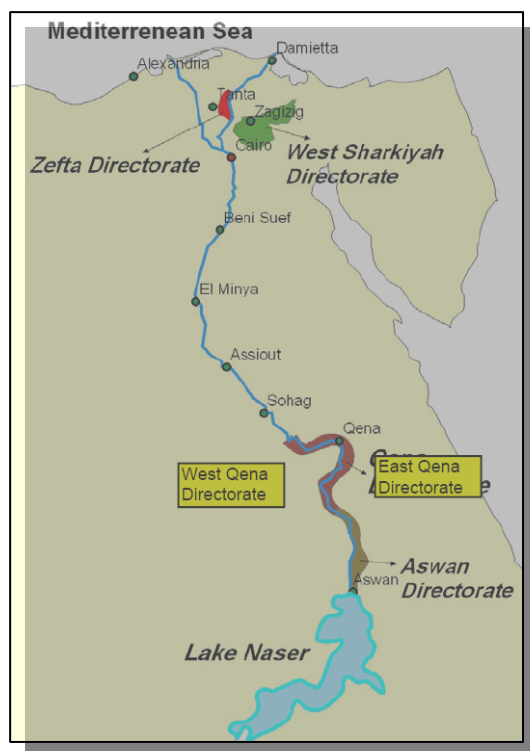 Mediterranean Sea
Damietta
Alexandria
Tanta
Zagizig
Zefta Directorate
Cairo
West Sharkiyah
Directorate
Beni Suef
El Minya
Assiout
Sohag
Qena
West Qena
Directorate
East Qena
Directorate
Aswan
Directorate
Aswan
Lake Naser